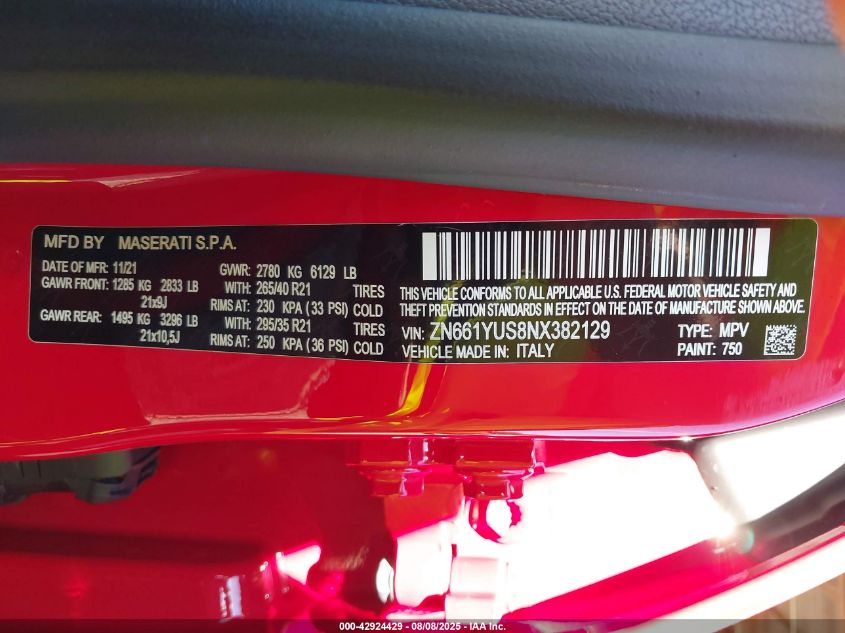 MFD BY MASERATI S.P.A.
DATE OF MFR: 11/21 GVWR: 2780 KG 6129 LB
GAWR FRONT: 1285 KG 2833 LB WITH: 265/40 R21 TIRES
21x9J RIMS AT: 230 KPA (33 PSI) COLD
GAWR REAR: 1495 KG 3296 LB WITH: 295/35 R21 TIRES
21x10,5J RIMS AT: 250 KPA (36 PSI) COLD
THIS VEHICLE CONFORMS TO ALL APPLICABLE U.S. FEDERAL MOTOR VEHICLE SAFETY AND
THEFT PREVENTION STANDARDS IN EFFECT ON THE DATE OF MANUFACTURE SHOWN ABOVE.
VIN: ZN661YUS8NX382129 TYPE: MPV
VEHICLE MADE IN: ITALY PAINT: 750
000-42924429 - 08/08/2025 - IAA Inc.